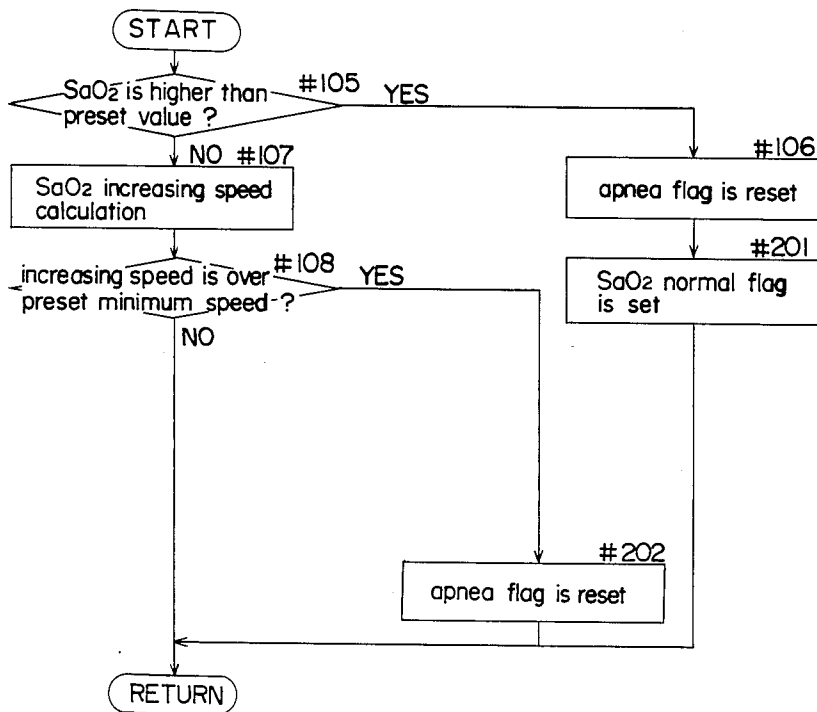 START
SaO2 is higher than
preset value ?
#105
YES
NO #107
SaO2 increasing speed
calculation
#106
apnea flag is reset
#201
SaO2 normal flag
is set
increasing speed is over
preset minimum speed ?
#108
YES
NO
#202
apnea flag is reset
RETURN